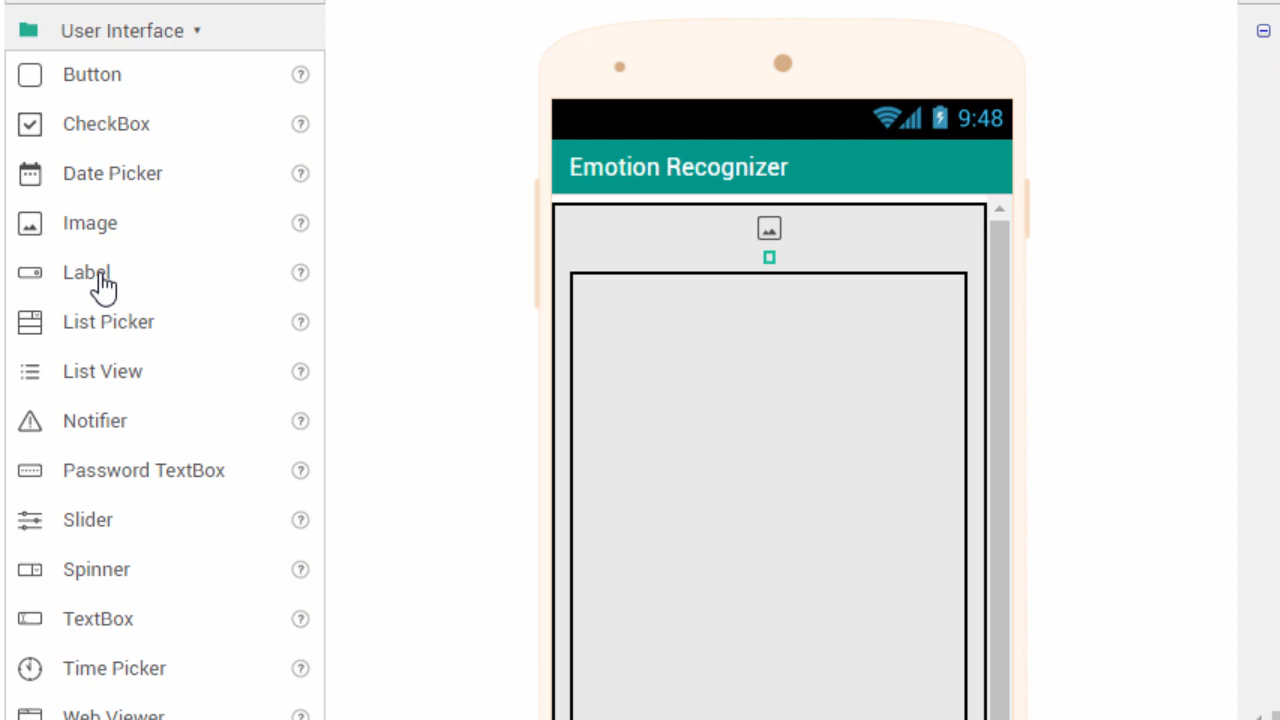 User Interface
Button
CheckBox
Date Picker
Image
Label
List Picker
List View
Notifier
Password TextBox
Slider
Spinner
TextBox
Time Picker
Web Viewer
9:48
Emotion Recognizer